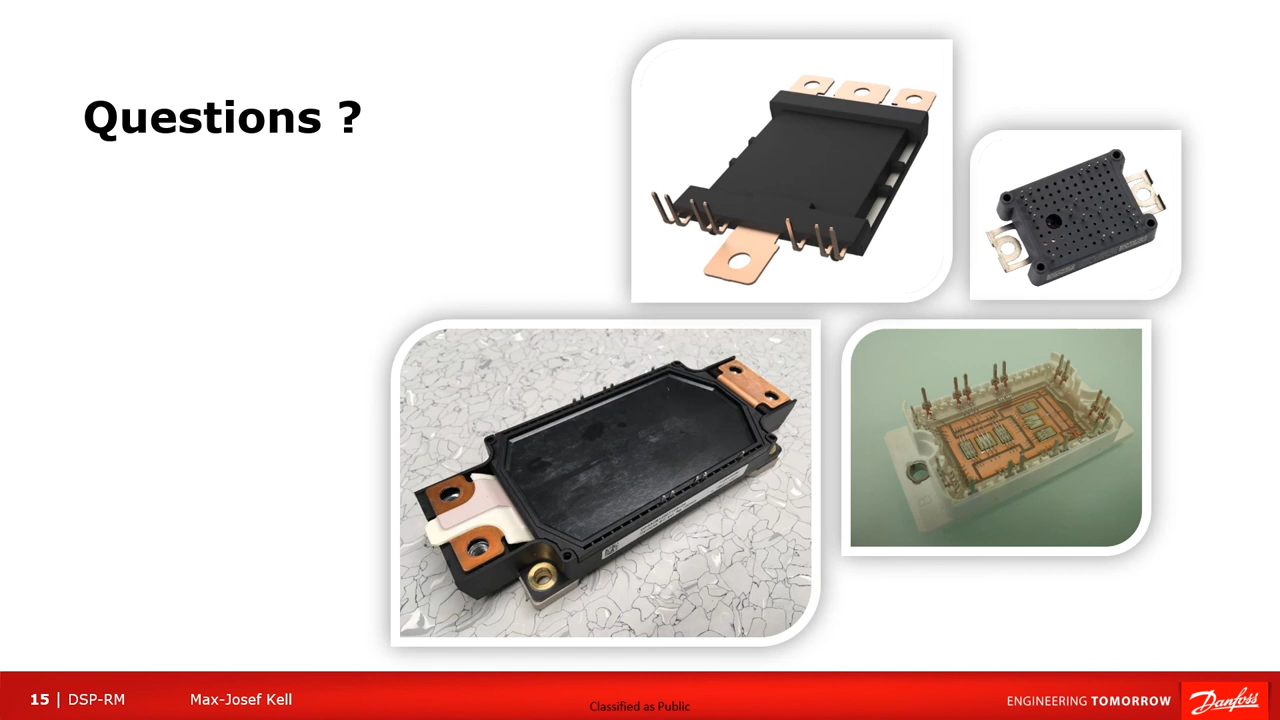 Questions ?
15 | DSP-RM Max-Josef Kell
Classified as Public
ENGINEERING TOMORROW
Danfoss